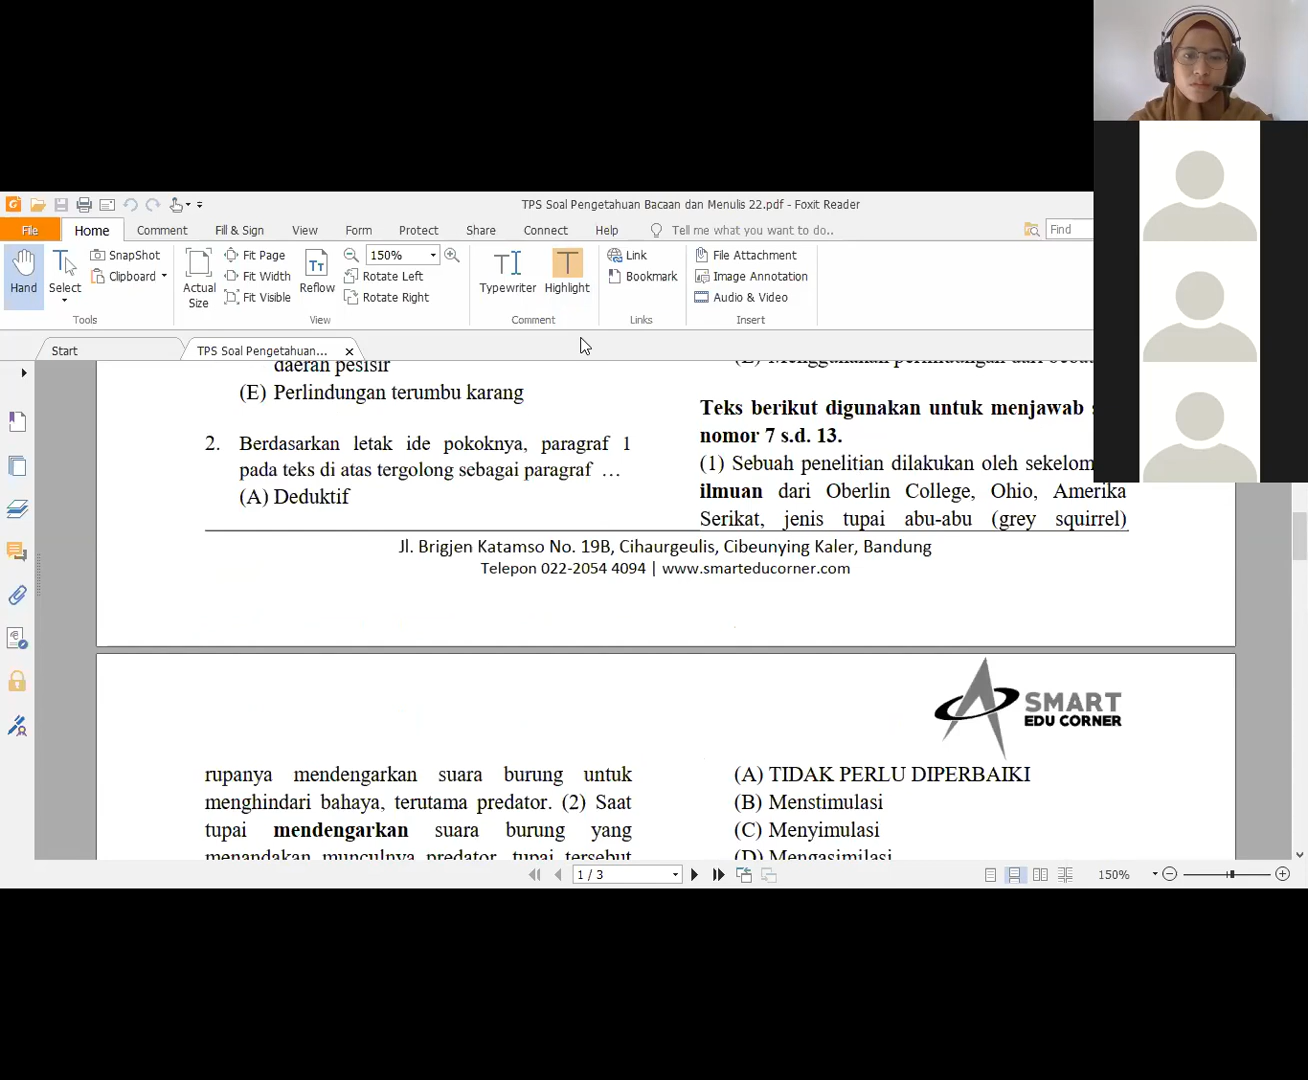 TPS Soal Pengetahuan Bacaan dan Menulis 22.pdf - Foxit Reader
File Home Comment Fill & Sign View Form Protect Share Connect Help Tell me what you want to do.. Find
Hand
Select
SnapShot
Clipboard
Tools
Actual Size
Fit Page
Fit Width
Fit Visible
Reflow
150%
Rotate Left
Rotate Right
View
Typewriter
Highlight
Comment
Link
Bookmark
Links
File Attachment
Image Annotation
Audio & Video
Insert
Start
TPS Soal Pengetahuan...
daerah pesisir
(E) Perlindungan terumbu karang
2. Berdasarkan letak ide pokoknya, paragraf 1
pada teks di atas tergolong sebagai paragraf …
(A) Deduktif
Teks berikut digunakan untuk menjawab
nomor 7 s.d. 13.
(1) Sebuah penelitian dilakukan oleh
ilmuan dari Oberlin College, Ohio, Amerika
Serikat, jenis tupai abu-abu (grey squirrel)
Jl. Brigjen Katamso No. 19B, Cihaurgeulis, Cibeunying Kaler, Bandung
Telepon 022-2054 4094 | www.smarteducorner.com
SMART
EDU CORNER
rupanya mendengarkan suara burung untuk
menghindari bahaya, terutama predator. (2) Saat
tupai mendengarkan suara burung yang
menandakan munculnya predator, tupai tersebut
(A) TIDAK PERLU DIPERBAIKI
(B) Menstimulasi
(C) Menyimulasi
(D) Mengasimilasi
1 / 3
150%